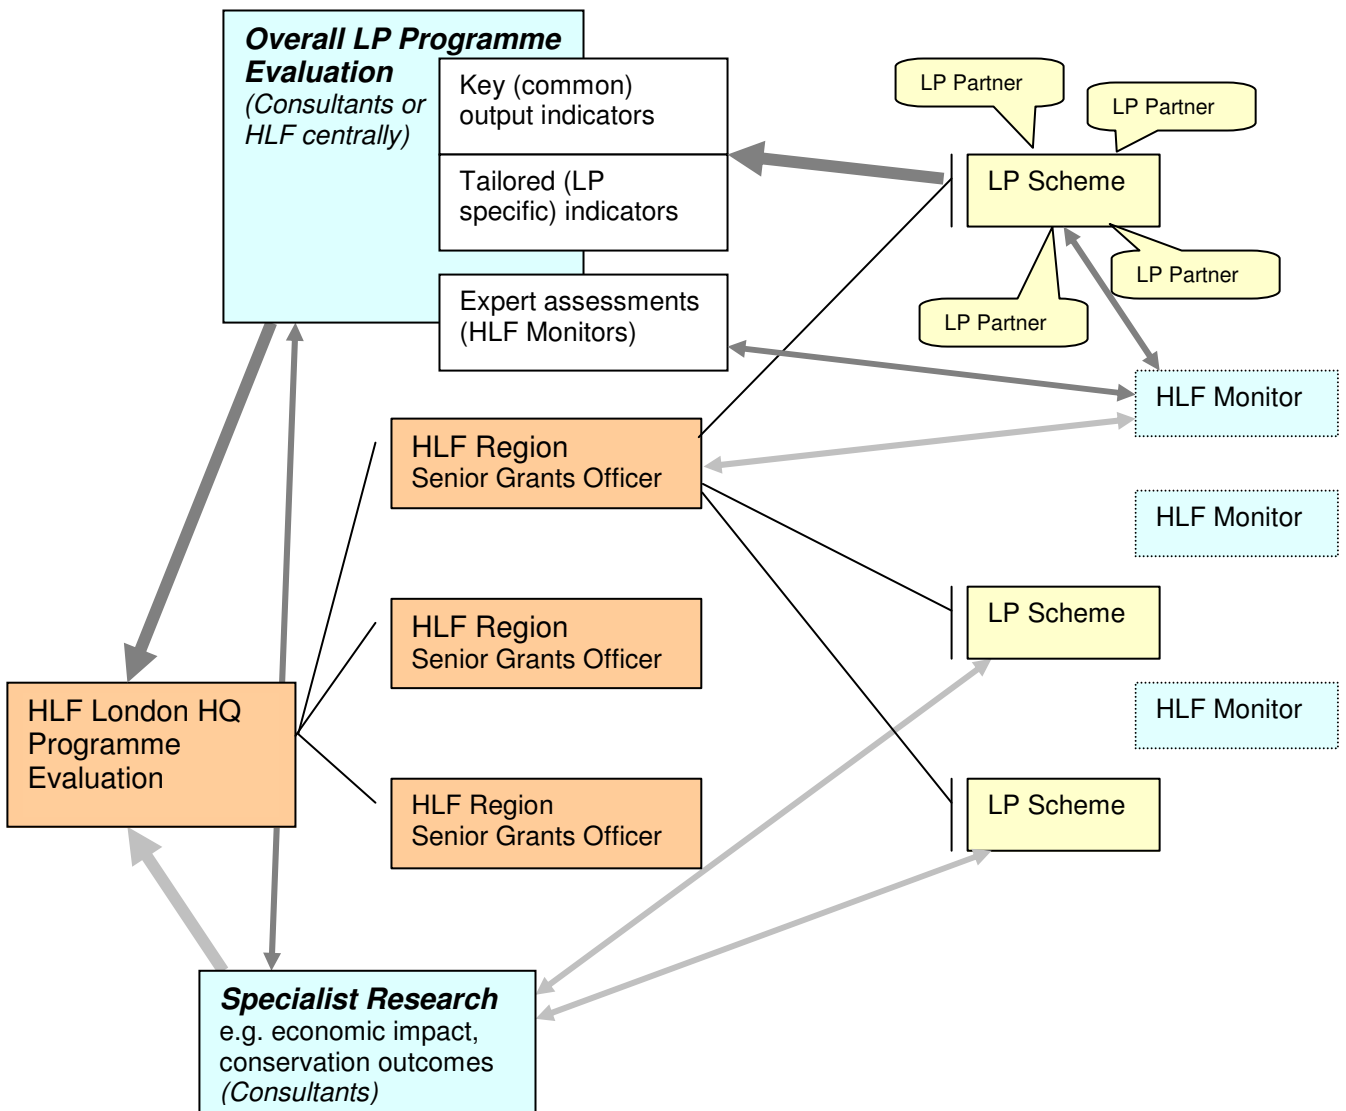 Overall LP Programme
Evaluation
(Consultants or
HLF centrally)
Key (common)
output indicators
Tailored (LP
specific) indicators
Expert assessments
(HLF Monitors)
LP Partner
LP Partner
LP Scheme
LP Partner
LP Partner
HLF Monitor
HLF Region
Senior Grants Officer
HLF Monitor
HLF Region
Senior Grants Officer
LP Scheme
HLF London HQ
Programme
Evaluation
HLF Monitor
HLF Region
Senior Grants Officer
LP Scheme
Specialist Research
e.g. economic impact,
conservation outcomes
(Consultants)